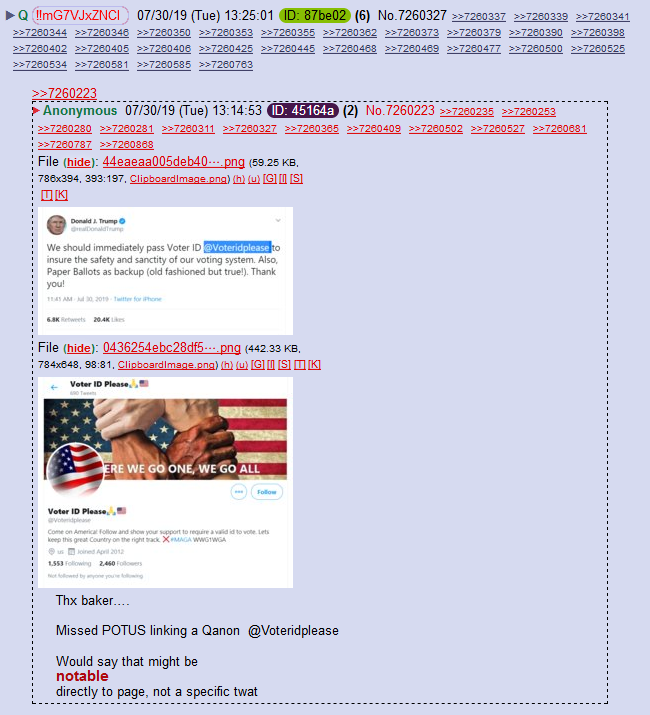 Q !!mG7VJxZNCI 07/30/19 (Tue) 13:25:01 ID: 87be02 (6) No.7260327 >>7260337 >>7260339 >>7260341
>>7260344 >>7260346 >>7260350 >>7260353 >>7260355 >>7260362 >>7260373 >>7260379 >>7260390 >>7260398
>>7260402 >>7260405 >>7260406 >>7260425 >>7260445 >>7260468 >>7260469 >>7260477 >>7260500 >>7260525
>>7260534 >>7260581 >>7260585 >>7260763
>>7260223
Anonymous 07/30/19 (Tue) 13:14:53 ID: 45164a (2) No.7260223 >>7260235 >>7260253
>>7260280 >>7260281 >>7260311 >>7260327 >>7260365 >>7260409 >>7260502 >>7260527 >>7260681
>>7260787 >>7260868
File (hide): 44eaeaa005deb40⋯.png (59.25 KB,
786x394, 393:197, ClipboardImage.png) (h) (u) [G] [I] [S]
[T] [K]
Donald J. Trump
@realDonaldTrump
We should immediately pass Voter ID @Voteridplease to
insure the safety and sanctity of our voting system. Also,
Paper Ballots as backup (old fashioned but true!). Thank
you!
11:41 AM · Jul 30, 2019 · Twitter for iPhone
6.8K Retweets 20.4K Likes
File (hide): 0436254ebc28df5⋯.png (442.33 KB,
784x648, 98:81, ClipboardImage.png) (h) (u) [G] [I] [S] [T] [K]
Voter ID Please🙏🇺🇸
690 Tweets
ERE WE GO ONE, WE GO ALL
Follow
Voter ID Please🙏🇺🇸
@Voteridplease
Come on America! Follow and show your support to require a valid id to vote. Lets
keep this great Country on the right track. ❌#MAGA WWG1WGA
us Joined April 2012
1,553 Following 2,460 Followers
Not followed by anyone you're following
Thx baker....
Missed POTUS linking a Qanon @Voteridplease
Would say that might be
notable
directly to page, not a specific twat